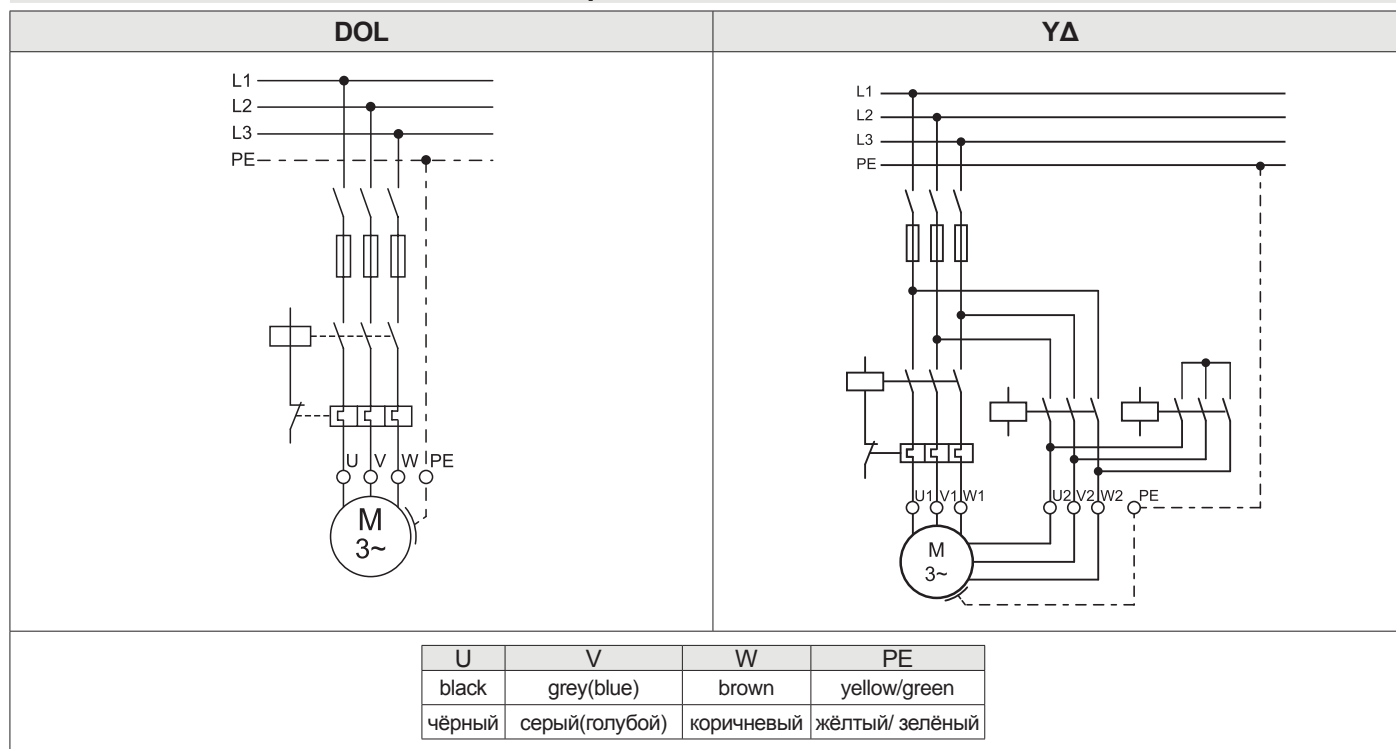 DOL
YΔ
L1
L2
L3
PE
U V W PE
M
3~
L1
L2
L3
PE
U1 V1 W1 U2 V2 W2 PE
M
3~
U V W PE
black grey(blue) brown yellow/green
чёрный серый(голубой) коричневый жёлтый/ зелёный